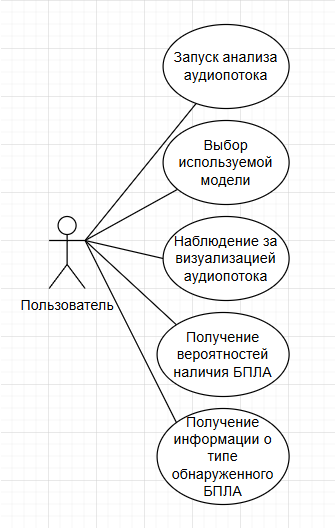 Запуск анализа
аудиопотока
Выбор
используемой
модели
Наблюдение за
визуализацией
аудиопотока
Пользователь
Получение
вероятностей
наличия БПЛА
Получение
информации о
типе
обнаруженного
БПЛА